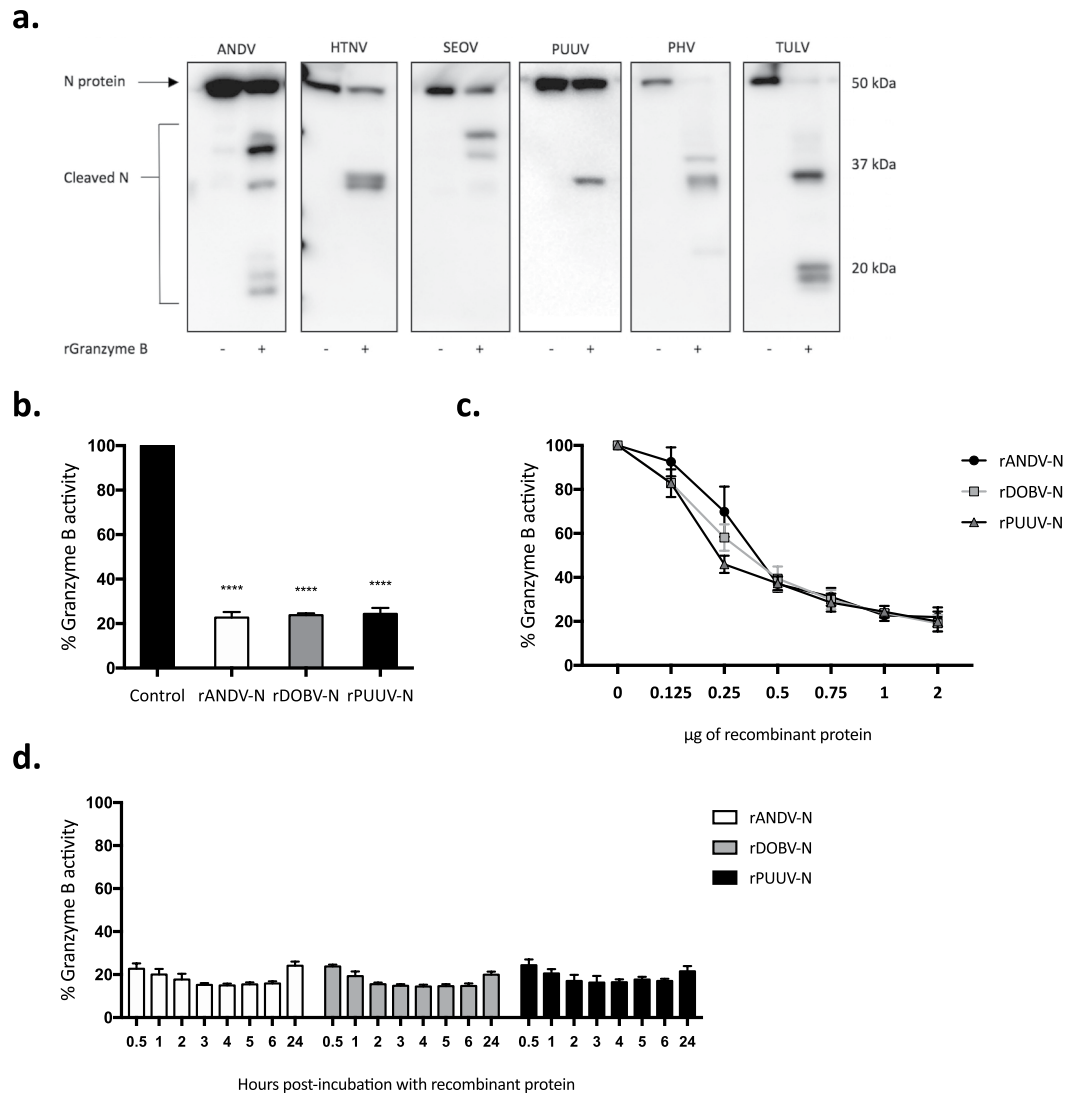 a.
ANDV HTNV SEOV PUUV PHV TULV
N protein 50 kDa
Cleaved N 37 kDa
20 kDa
rGranzyme B - + - + - + - + - + - +
b.
% Granzyme B activity
100
80
60
40
20
0
**** **** ****
Control rANDV-N rDOBV-N rPUUV-N
c.
% Granzyme B activity
100
80
60
40
20
0
0 0.125 0.25 0.5 0.75 1 2
µg of recombinant protein
rANDV-N
rDOBV-N
rPUUV-N
d.
% Granzyme B activity
100
80
60
40
20
0
0.5 1 2 3 4 5 6 24 0.5 1 2 3 4 5 6 24 0.5 1 2 3 4 5 6 24
Hours post-incubation with recombinant protein
rANDV-N
rDOBV-N
rPUUV-N